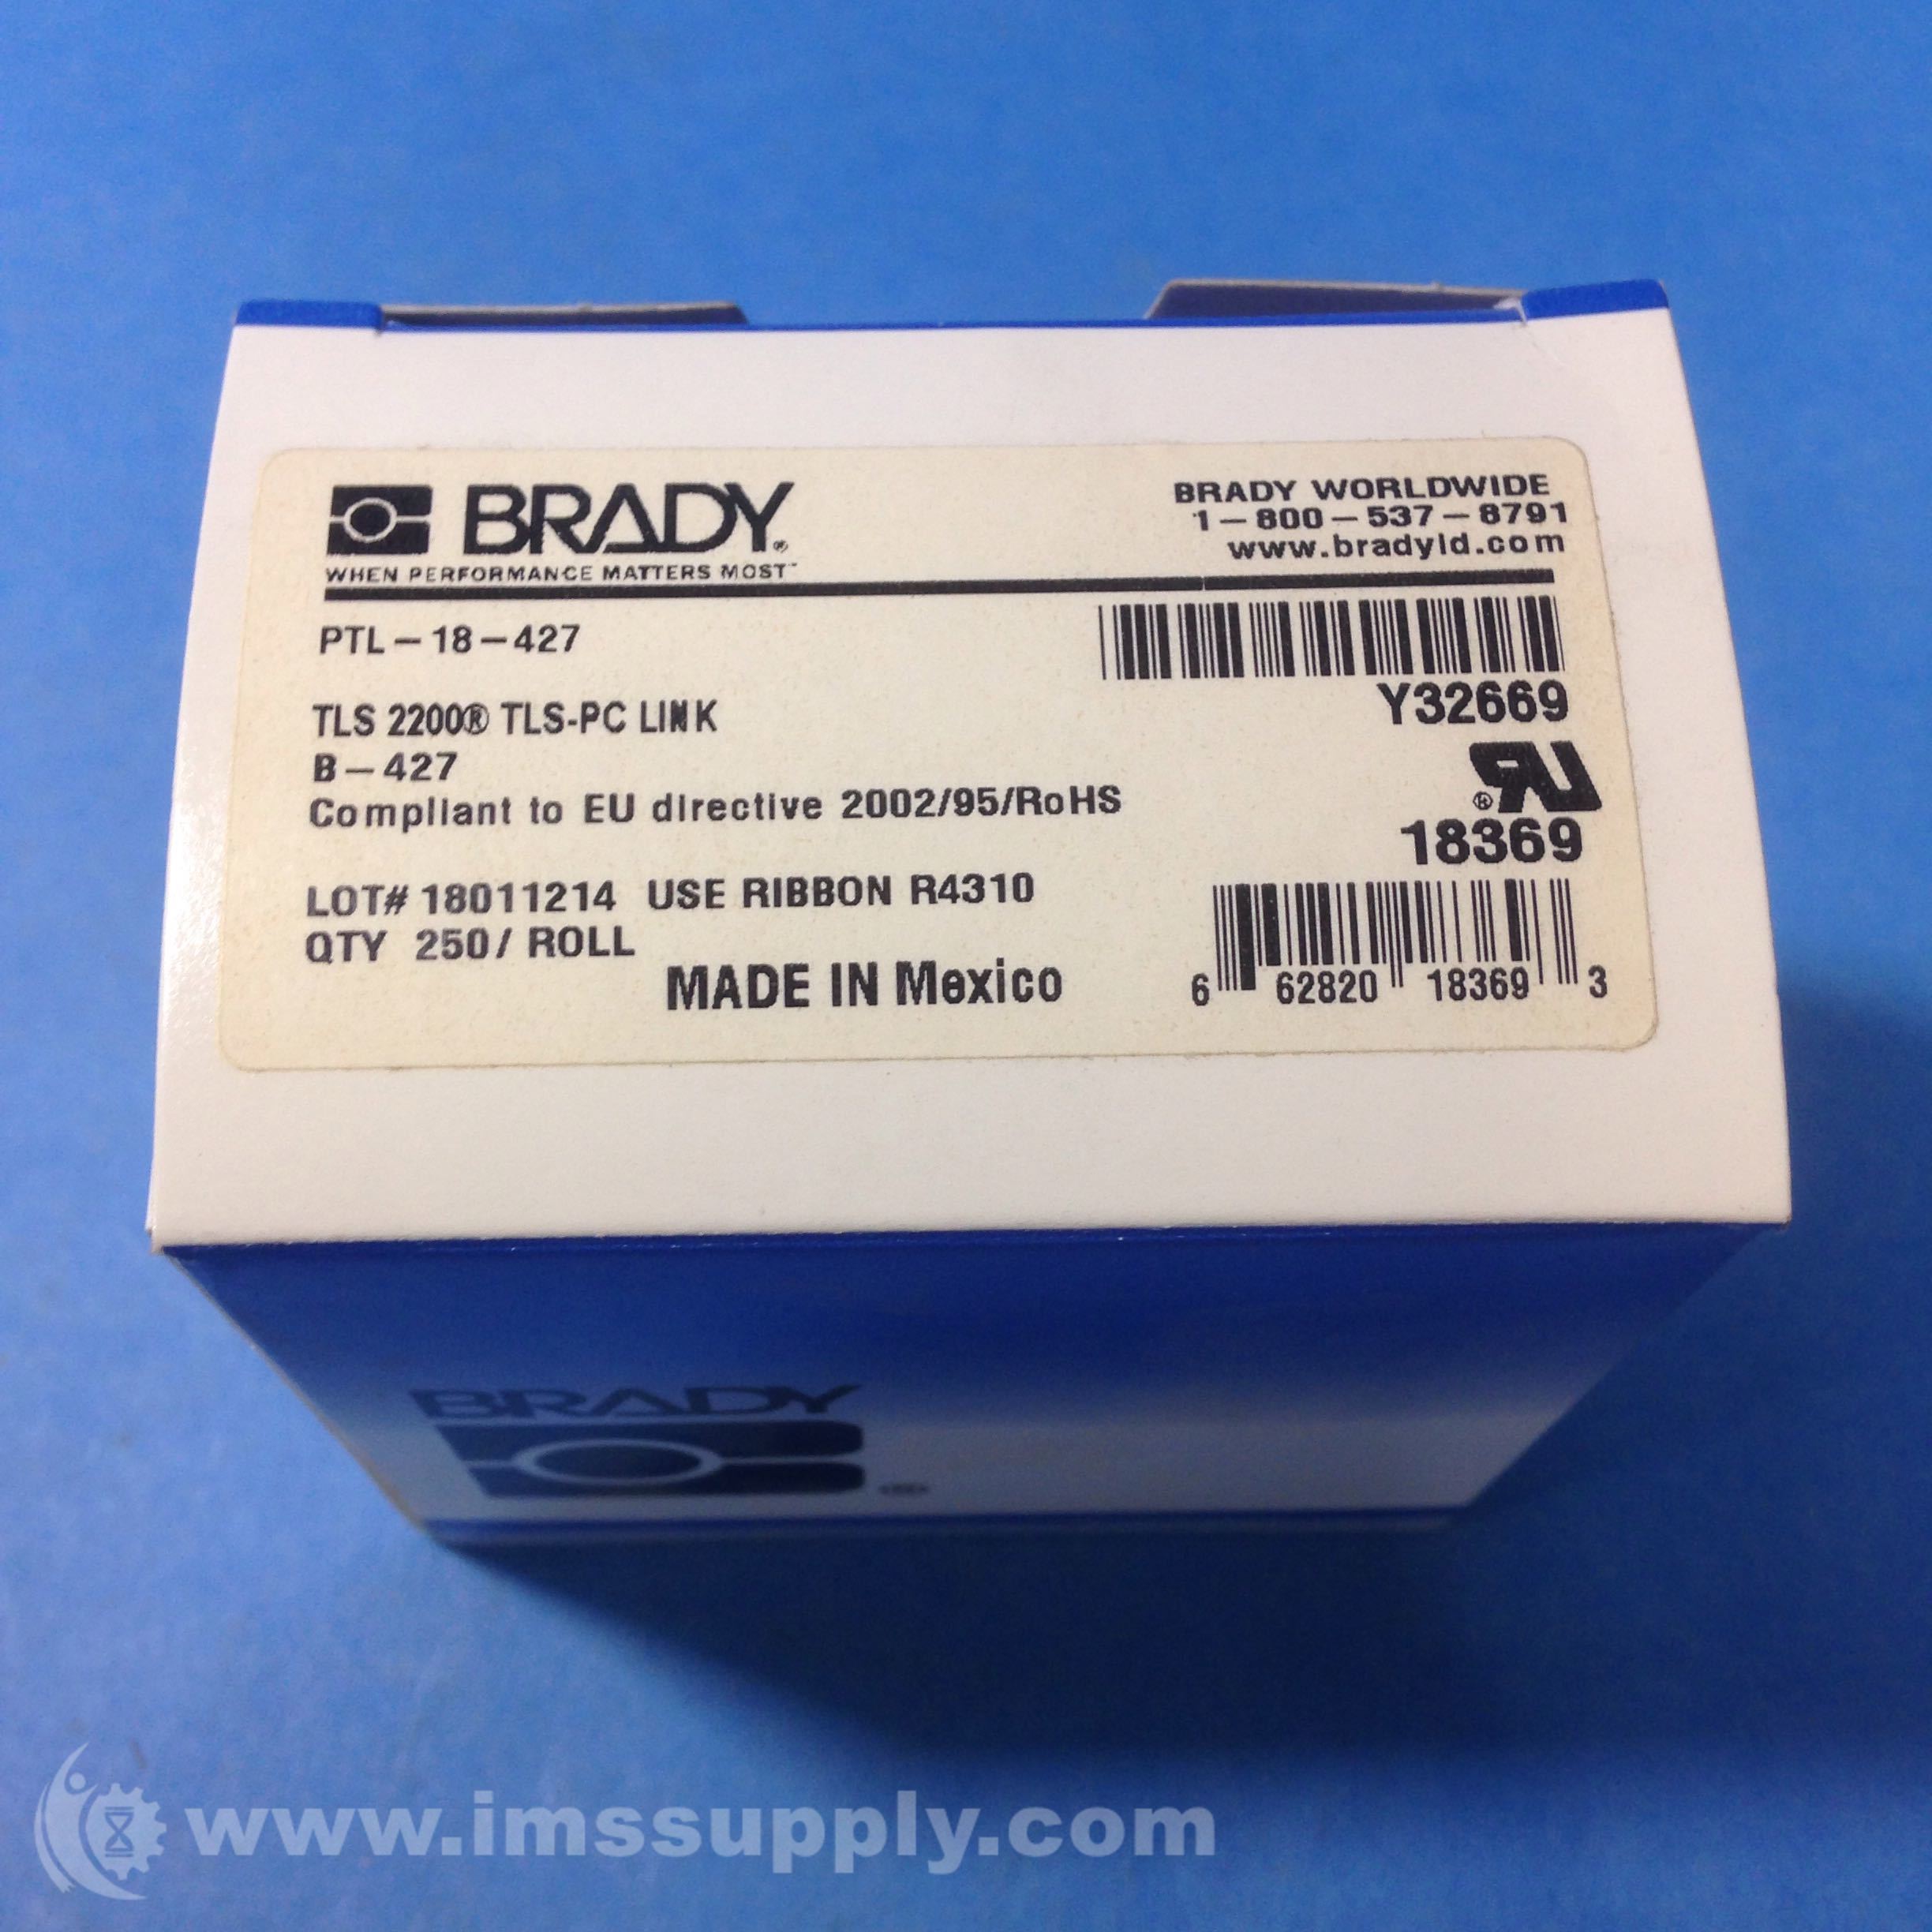 BRADY®
WHEN PERFORMANCE MATTERS MOST™
BRADY WORLDWIDE
1-800-537-8791
www.bradyid.com
PTL-18-427
Y32669
TLS 2200® TLS-PC LINK
B-427
Compliant to EU directive 2002/95/RoHS
18369
LOT# 18011214 USE RIBBON R4310
QTY 250/ ROLL
MADE IN Mexico
6 62820 18369 3
BRADY
www.imssupply.com